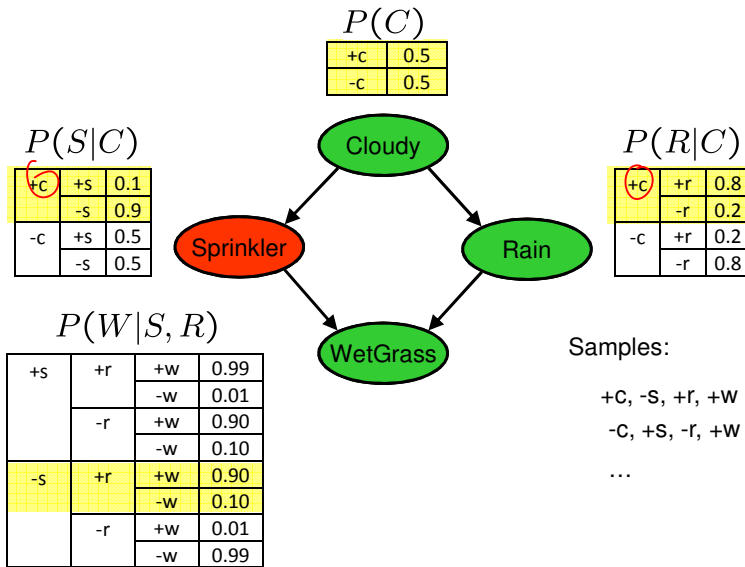 P(C)
+c 0.5
-c 0.5
P(S|C)
+c +s 0.1
-s 0.9
-c +s 0.5
-s 0.5
Cloudy
P(R|C)
+c +r 0.8
-r 0.2
-c +r 0.2
-r 0.8
Sprinkler
Rain
P(W|S, R)
+s +r +w 0.99
-w 0.01
-r +w 0.90
-w 0.10
-s +r +w 0.90
-w 0.10
-r +w 0.01
-w 0.99
WetGrass
Samples:
+c, -s, +r, +w
-c, +s, -r, +w
...